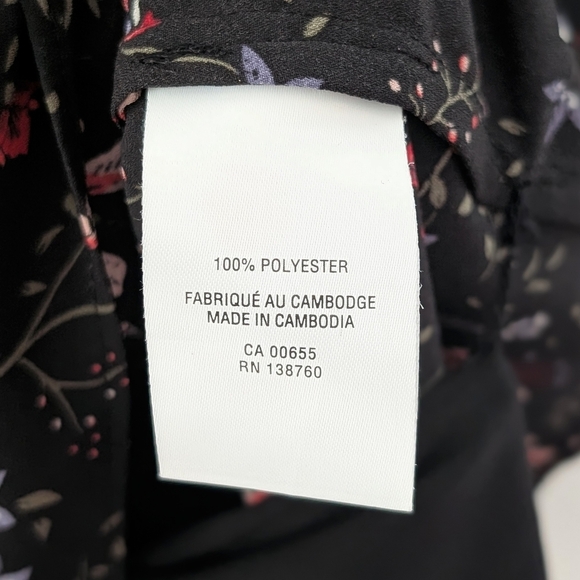 100% POLYESTER
FABRIQUÉ AU CAMBODGE
MADE IN CAMBODIA
CA 00655
RN 138760